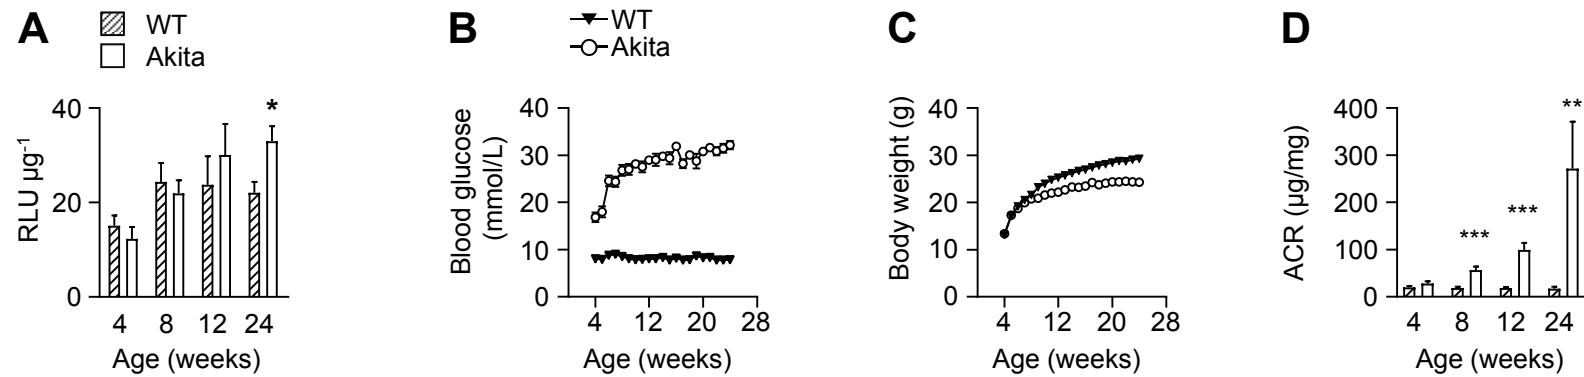 A
WT
Akita
RLU µg⁻¹
40
20
0
*
4 8 12 24
Age (weeks)
B
WT
Akita
Blood glucose
(mmol/L)
40
30
20
10
0
4 12 20 28
Age (weeks)
C
Body weight (g)
40
30
20
10
0
4 12 20 28
Age (weeks)
D
ACR (µg/mg)
400
300
200
100
0
***
***
**
4 8 12 24
Age (weeks)